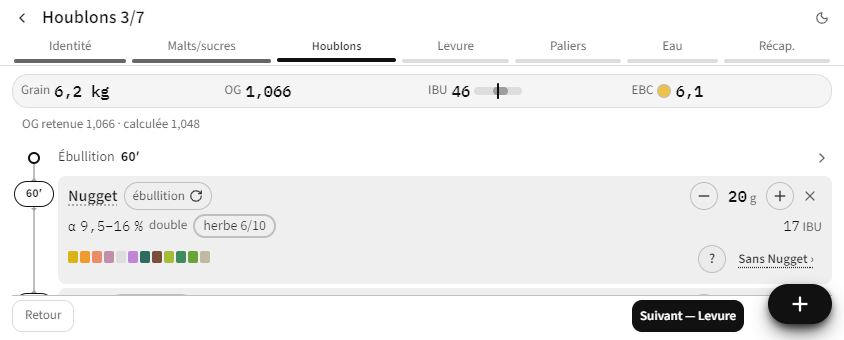 Houblons 3/7
Identité Malts/sucres Houblons Levure Paliers Eau Récap.
Grain 6,2 kg OG 1,066 IBU 46 EBC 6,1
OG retenue 1,066 · calculée 1,048
Ébullition 60′
60′ Nugget ébullition − 20 g + ×
α 9,5–16 % double herbe 6/10 17 IBU
? Sans Nugget ›
Retour Suivant — Levure +